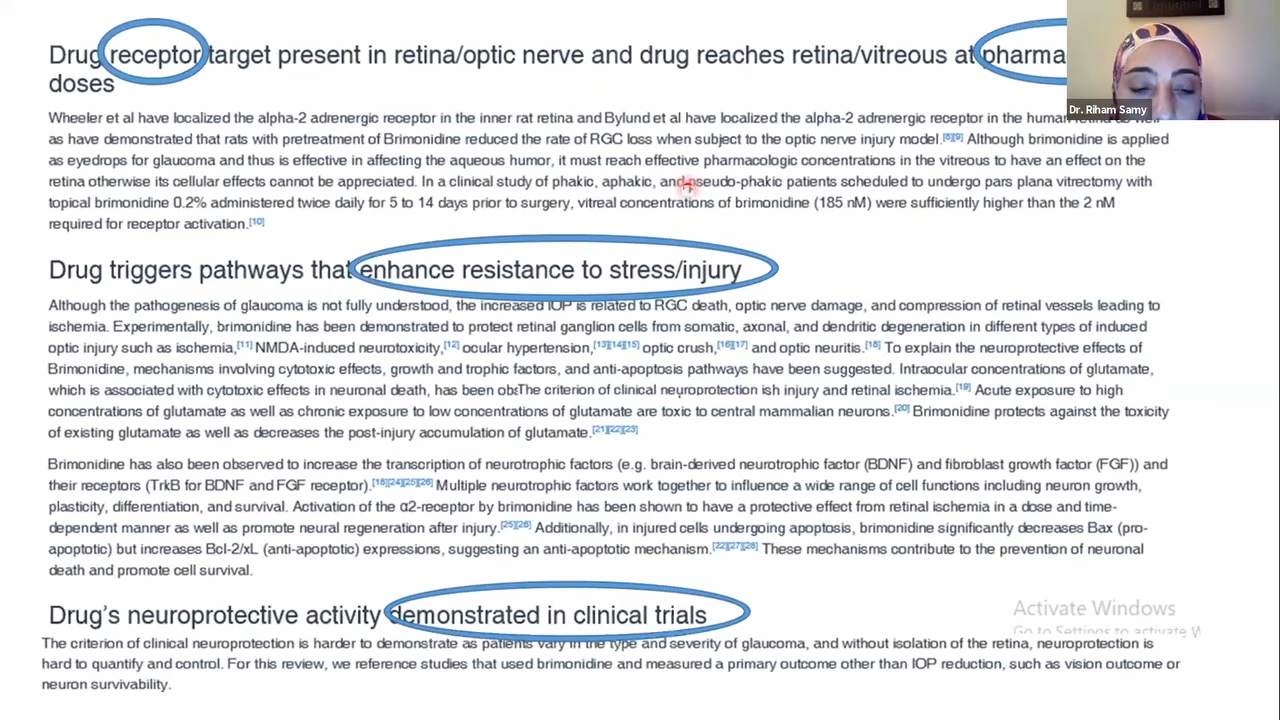 Drug receptor target present in retina/optic nerve and drug reaches retina/vitreous at pharma
doses
Dr. Riham Samy
Wheeler et al have localized the alpha-2 adrenergic receptor in the inner rat retina and Bylund et al have localized the alpha-2 adrenergic receptor in the human retina as well
as have demonstrated that rats with pretreatment of Brimonidine reduced the rate of RGC loss when subject to the optic nerve injury model.[8][9] Although brimonidine is applied
as eyedrops for glaucoma and thus is effective in affecting the aqueous humor, it must reach effective pharmacologic concentrations in the vitreous to have an effect on the
retina otherwise its cellular effects cannot be appreciated. In a clinical study of phakic, aphakic, and pseudo-phakic patients scheduled to undergo pars plana vitrectomy with
topical brimonidine 0.2% administered twice daily for 5 to 14 days prior to surgery, vitreal concentrations of brimonidine (185 nM) were sufficiently higher than the 2 nM
required for receptor activation.[10]
Drug triggers pathways that enhance resistance to stress/injury
Although the pathogenesis of glaucoma is not fully understood, the increased IOP is related to RGC death, optic nerve damage, and compression of retinal vessels leading to
ischemia. Experimentally, brimonidine has been demonstrated to protect retinal ganglion cells from somatic, axonal, and dendritic degeneration in different types of induced
optic injury such as ischemia,[11] NMDA-induced neurotoxicity,[12] ocular hypertension,[13][14][15] optic crush,[16][17] and optic neuritis.[18] To explain the neuroprotective effects of
Brimonidine, mechanisms involving cytotoxic effects, growth and trophic factors, and anti-apoptosis pathways have been suggested. Intraocular concentrations of glutamate,
which is associated with cytotoxic effects in neuronal death, has been obsThe criterion of clinical neuroprotection ish injury and retinal ischemia.[19] Acute exposure to high
concentrations of glutamate as well as chronic exposure to low concentrations of glutamate are toxic to central mammalian neurons.[20] Brimonidine protects against the toxicity
of existing glutamate as well as decreases the post-injury accumulation of glutamate.[21][22][23]
Brimonidine has also been observed to increase the transcription of neurotrophic factors (e.g. brain-derived neurotrophic factor (BDNF) and fibroblast growth factor (FGF)) and
their receptors (TrkB for BDNF and FGF receptor).[18][24][25][26] Multiple neurotrophic factors work together to influence a wide range of cell functions including neuron growth,
plasticity, differentiation, and survival. Activation of the α2-receptor by brimonidine has been shown to have a protective effect from retinal ischemia in a dose and time-
dependent manner as well as promote neural regeneration after injury.[25][26] Additionally, in injured cells undergoing apoptosis, brimonidine significantly decreases Bax (pro-
apoptotic) but increases Bcl-2/xL (anti-apoptotic) expressions, suggesting an anti-apoptotic mechanism.[22][27][28] These mechanisms contribute to the prevention of neuronal
death and promote cell survival.
Drug's neuroprotective activity demonstrated in clinical trials
Activate Windows
Go to Settings to activate W
The criterion of clinical neuroprotection is harder to demonstrate as patients vary in the type and severity of glaucoma, and without isolation of the retina, neuroprotection is
hard to quantify and control. For this review, we reference studies that used brimonidine and measured a primary outcome other than IOP reduction, such as vision outcome or
neuron survivability.